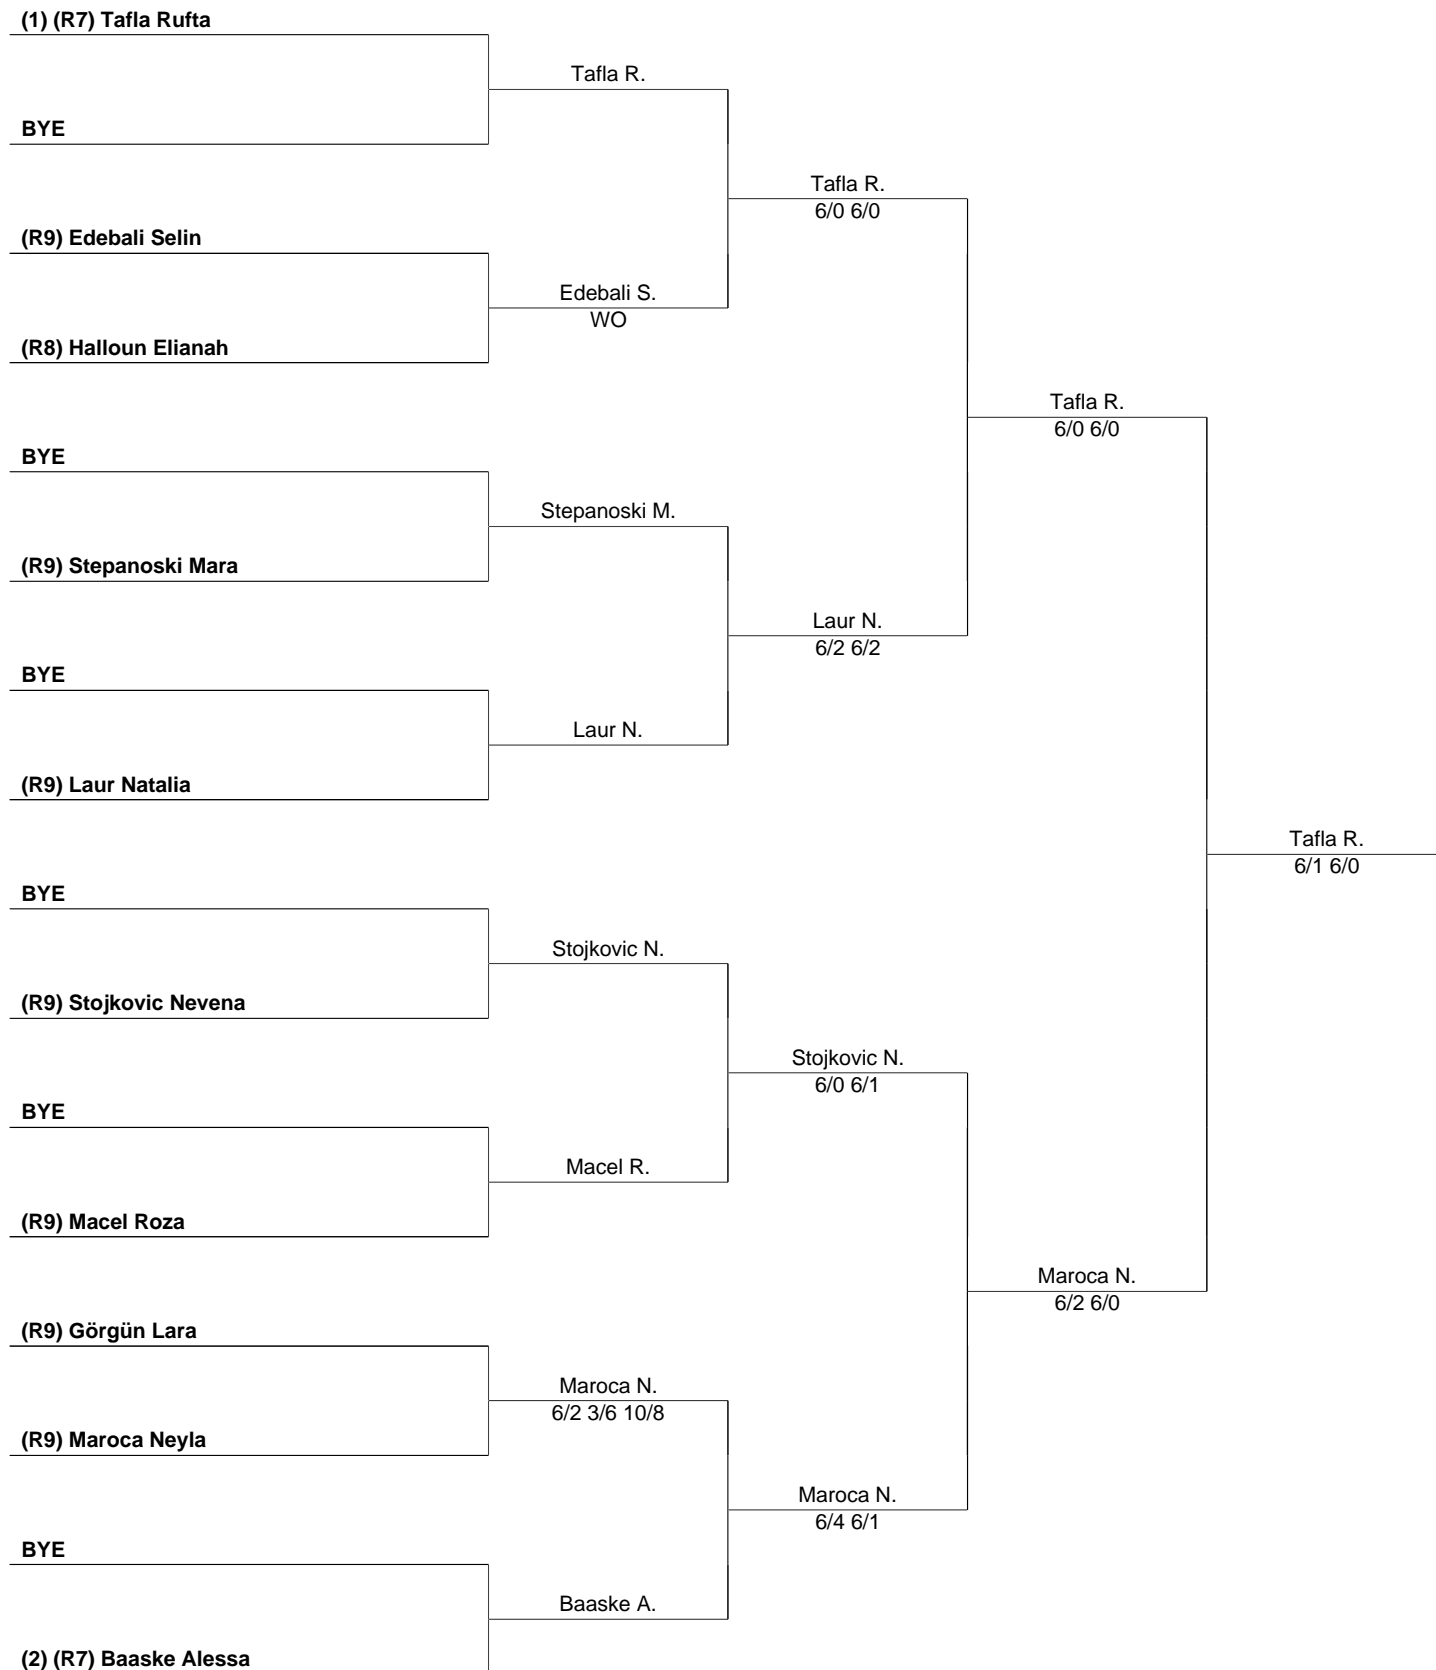 (1) (R7) Tafla Rufta
Tafla R.
BYE
Tafla R.
6/0 6/0
(R9) Edebali Selin
Edebali S.
WO
(R8) Halloun Elianah
Tafla R.
6/0 6/0
BYE
Stepanoski M.
(R9) Stepanoski Mara
Laur N.
6/2 6/2
BYE
Laur N.
(R9) Laur Natalia
Tafla R.
6/1 6/0
BYE
Stojkovic N.
(R9) Stojkovic Nevena
Stojkovic N.
6/0 6/1
BYE
Macel R.
(R9) Macel Roza
Maroca N.
6/2 6/0
(R9) Görgün Lara
Maroca N.
6/2 3/6 10/8
(R9) Maroca Neyla
Maroca N.
6/4 6/1
BYE
Baaske A.
(2) (R7) Baaske Alessa